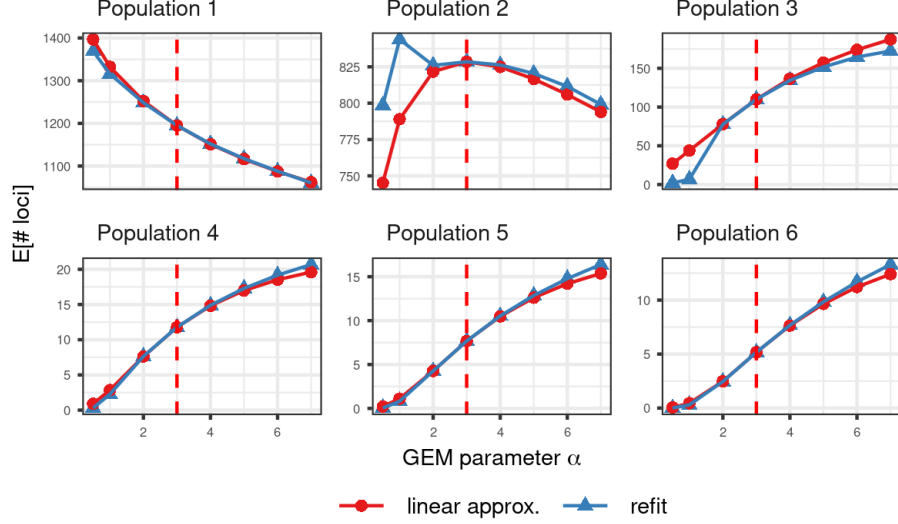 Population 1
Population 2
Population 3
1400
1300
1200
1100
825
800
775
750
150
100
50
0
E[# loci]
Population 4
Population 5
Population 6
20
15
10
5
0
15
10
5
0
10
5
0
2 4 6
2 4 6
2 4 6
GEM parameter α
linear approx. refit